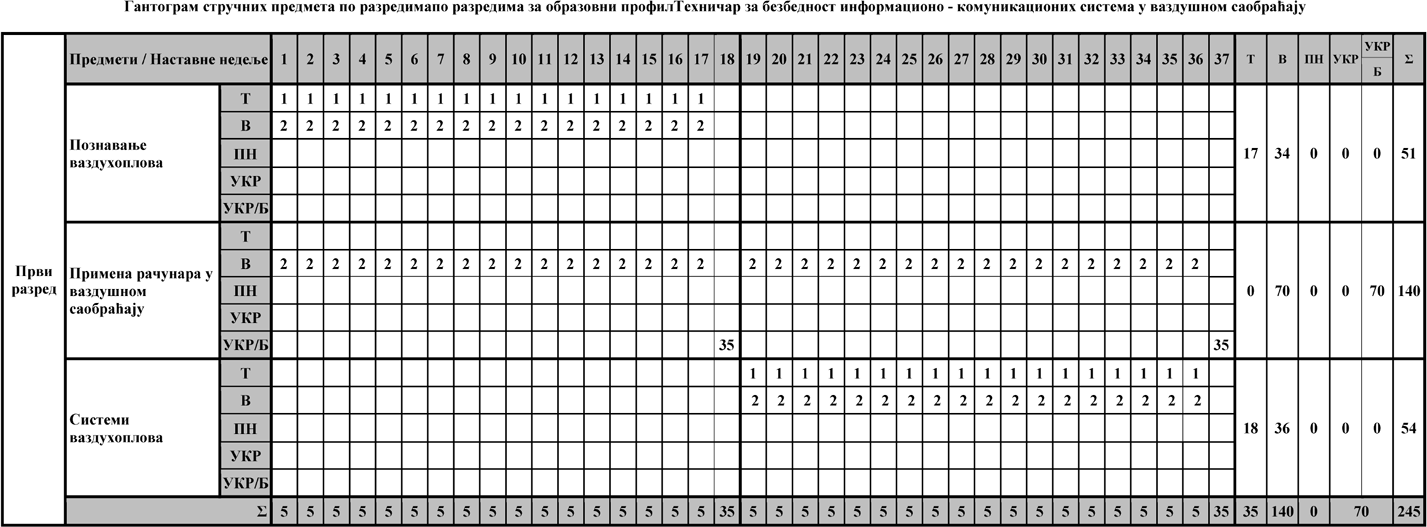 Гантограм стручних предмета по разредимапо разредима за образовни профилТехничар за безбедност информационо - комуникационих система у ваздушном саобраћају
Предмети / Наставне недеље 1 2 3 4 5 6 7 8 9 10 11 12 13 14 15 16 17 18 19 20 21 22 23 24 25 26 27 28 29 30 31 32 33 34 35 36 37 Т В ПН УКР УКР Б Σ
Први разред
Познавање ваздухоплова
Т 1 1 1 1 1 1 1 1 1 1 1 1 1 1 1 1 1
В 2 2 2 2 2 2 2 2 2 2 2 2 2 2 2 2 2
ПН 17 34 0 0 0 51
УКР
УКР/Б
Примена рачунара у ваздушном саобраћају
Т
В 2 2 2 2 2 2 2 2 2 2 2 2 2 2 2 2 2 2 2 2 2 2 2 2 2 2 2 2 2 2 2 2 2 2 2
ПН 0 70 0 0 70 140
УКР
УКР/Б 35 35
Системи ваздухоплова
Т 1 1 1 1 1 1 1 1 1 1 1 1 1 1 1 1 1 1
В 2 2 2 2 2 2 2 2 2 2 2 2 2 2 2 2 2 2
ПН 18 36 0 0 0 54
УКР
УКР/Б
Σ 5 5 5 5 5 5 5 5 5 5 5 5 5 5 5 5 5 35 5 5 5 5 5 5 5 5 5 5 5 5 5 5 5 5 5 5 35 35 140 0 70 245